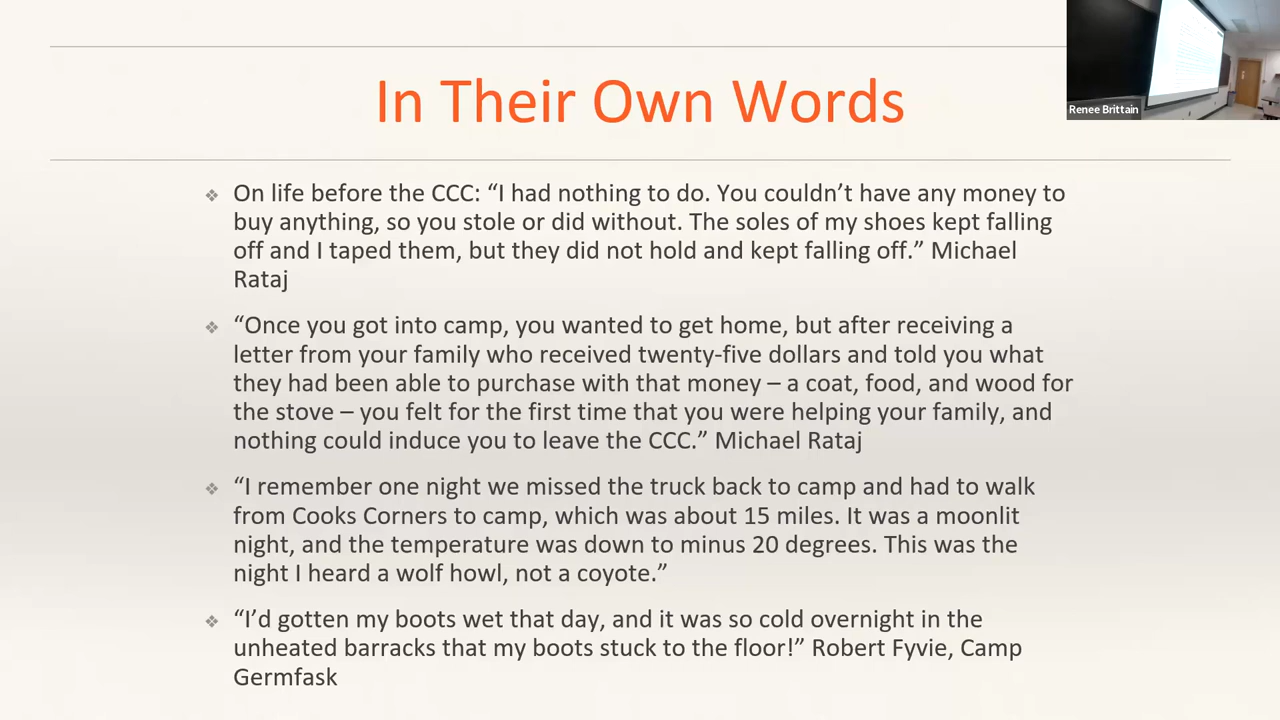 In Their Own Words
Renee Brittain
❖ On life before the CCC: “I had nothing to do. You couldn’t have any money to
buy anything, so you stole or did without. The soles of my shoes kept falling
off and I taped them, but they did not hold and kept falling off.” Michael
Rataj
❖ “Once you got into camp, you wanted to get home, but after receiving a
letter from your family who received twenty-five dollars and told you what
they had been able to purchase with that money – a coat, food, and wood for
the stove – you felt for the first time that you were helping your family, and
nothing could induce you to leave the CCC.” Michael Rataj
❖ “I remember one night we missed the truck back to camp and had to walk
from Cooks Corners to camp, which was about 15 miles. It was a moonlit
night, and the temperature was down to minus 20 degrees. This was the
night I heard a wolf howl, not a coyote.”
❖ “I’d gotten my boots wet that day, and it was so cold overnight in the
unheated barracks that my boots stuck to the floor!” Robert Fyvie, Camp
Germfask